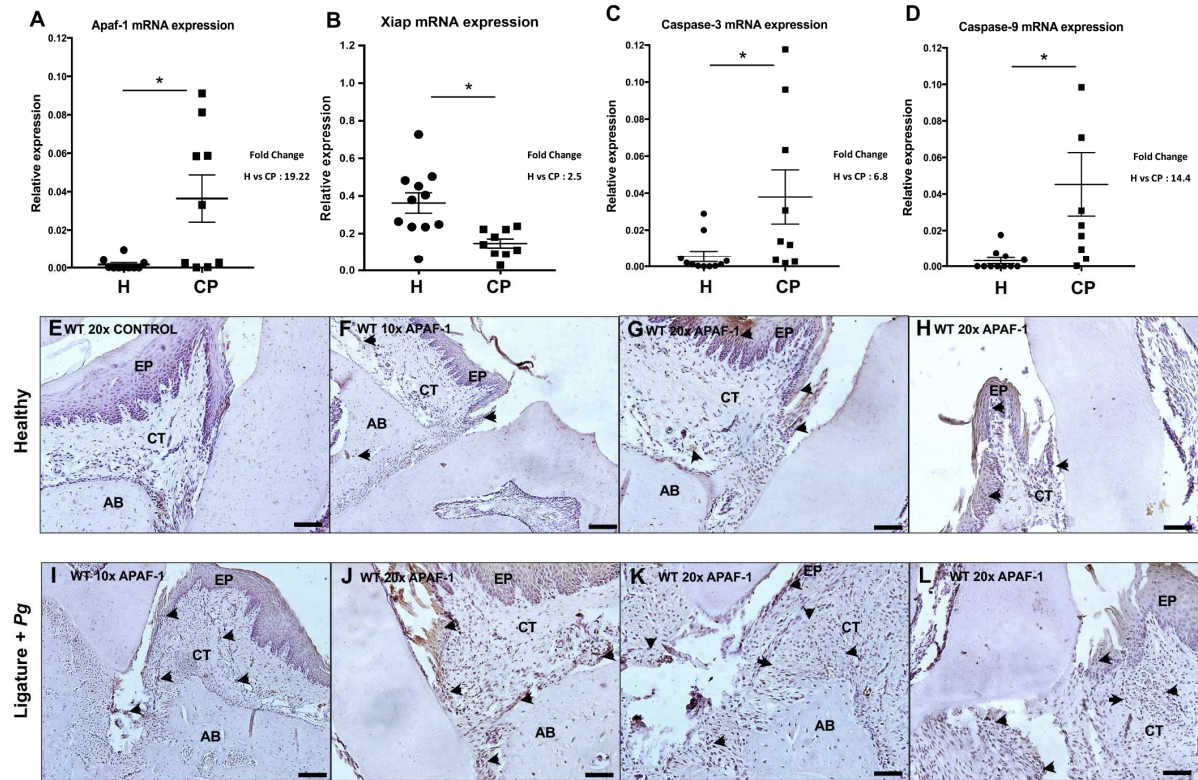 A
Apaf-1 mRNA expression
Relative expression
0.12
0.10
0.08
0.06
0.04
0.02
0.00
*
Fold Change
H vs CP : 19.22
H
CP
B
Xiap mRNA expression
Relative expression
1.2
1.0
0.8
0.6
0.4
0.2
0.0
*
Fold Change
H vs CP : 2.5
H
CP
C
Caspase-3 mRNA expression
Relative expression
0.12
0.10
0.08
0.06
0.04
0.02
0.00
*
Fold Change
H vs CP : 6.8
H
CP
D
Caspase-9 mRNA expression
Relative expression
0.12
0.10
0.08
0.06
0.04
0.02
0.00
*
Fold Change
H vs CP : 14.4
H
CP
Healthy
E WT 20x CONTROL
EP
CT
AB
F WT 10x APAF-1
EP
CT
AB
G WT 20x APAF-1
EP
CT
AB
H WT 20x APAF-1
EP
CT
Ligature + Pg
I WT 10x APAF-1
EP
CT
AB
J WT 20x APAF-1
EP
CT
AB
K WT 20x APAF-1
EP
CT
AB
L WT 20x APAF-1
EP
CT